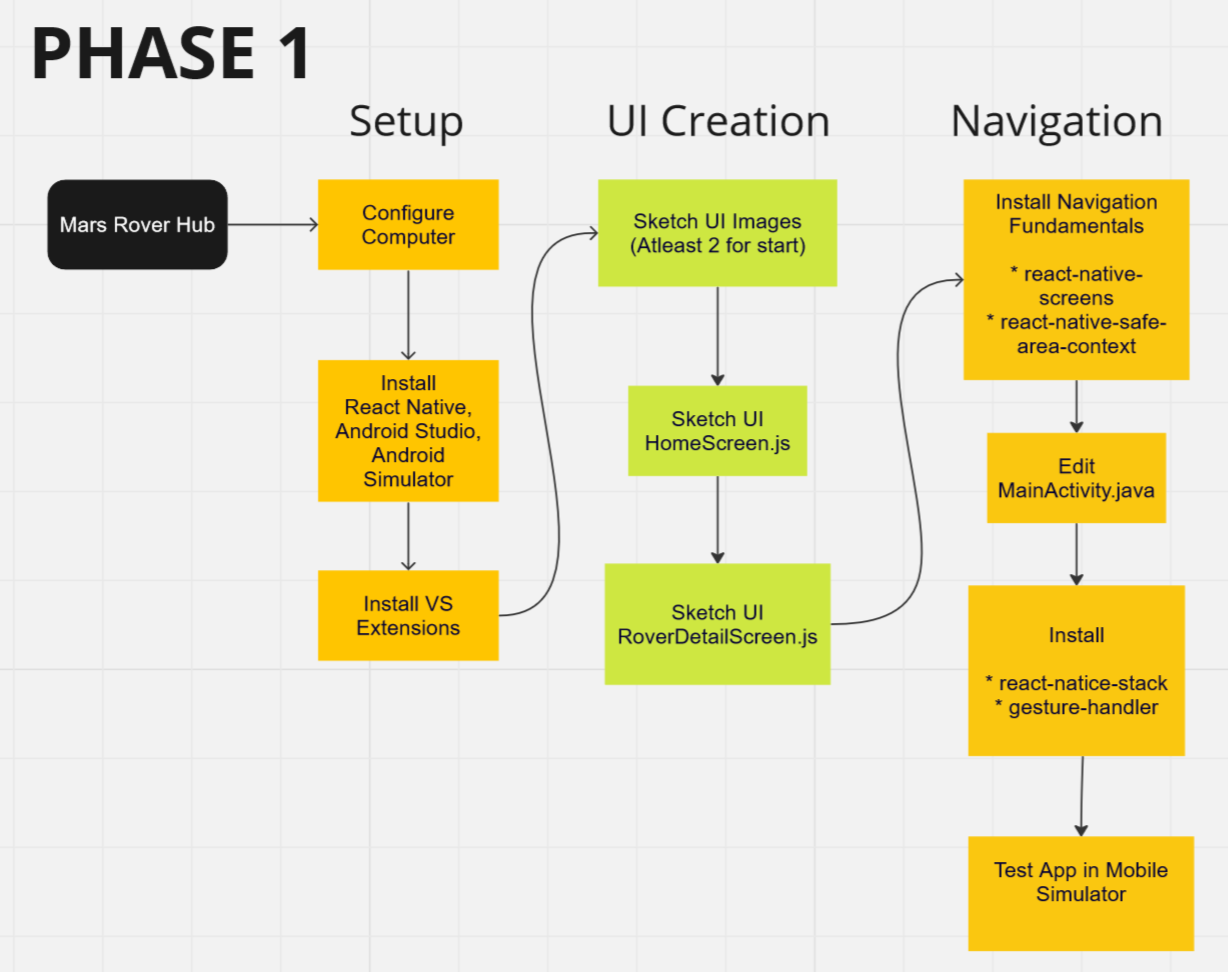 PHASE 1
Setup
UI Creation
Navigation
Mars Rover Hub
Configure
Computer
Install
React Native,
Android Studio,
Android
Simulator
Install VS
Extensions
Sketch UI Images
(Atleast 2 for start)
Sketch UI
HomeScreen.js
Sketch UI
RoverDetailScreen.js
Install Navigation
Fundamentals
* react-native-
screens
* react-native-safe-
area-context
Edit
MainActivity.java
Install
* react-natice-stack
* gesture-handler
Test App in Mobile
Simulator